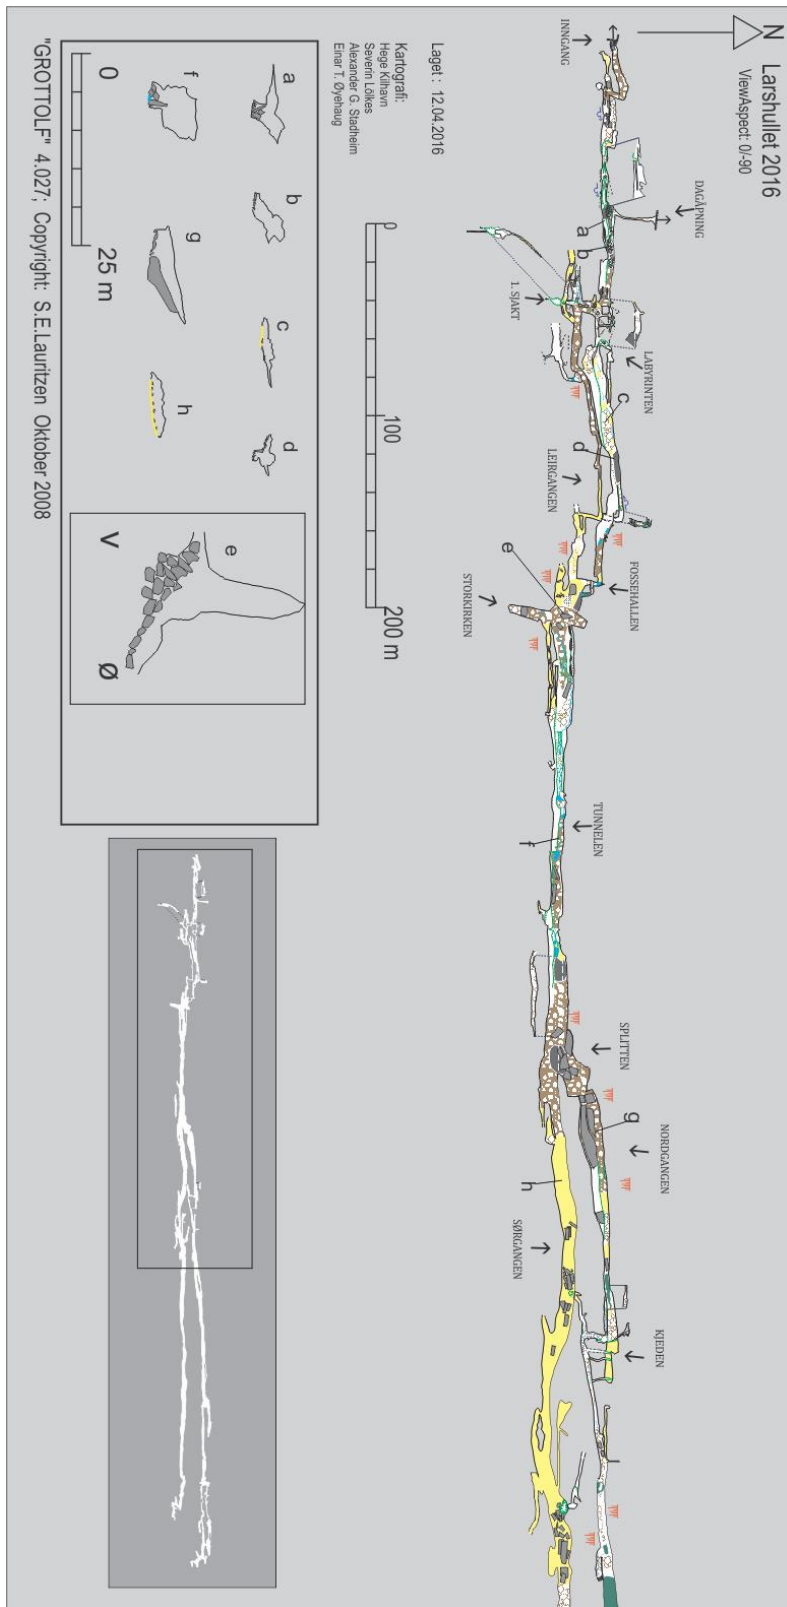 N
Larshullet 2016
ViewAspect: 0/-90
INNGANG
DAGÅPNING
a
b
1. SJAKT
LABYRINTEN
c
d
LEIRGANGEN
e
FOSSEHALLEN
STORKIRKEN
TUNNELEN
f
SPLITTEN
g
NORDGANGEN
h
SØRGANGEN
KJEDEN
Laget: 12.04.2016
Kartografi:
Hege Kilhavn
Severin Lölkes
Alexander G. Stadheim
Einar T. Øyehaug
0
100
200 m
a
b
c
d
f
g
h
e
V
Ø
0
25 m
"GROTTOLF" 4.027; Copyright: S.E.Lauritzen Oktober 2008